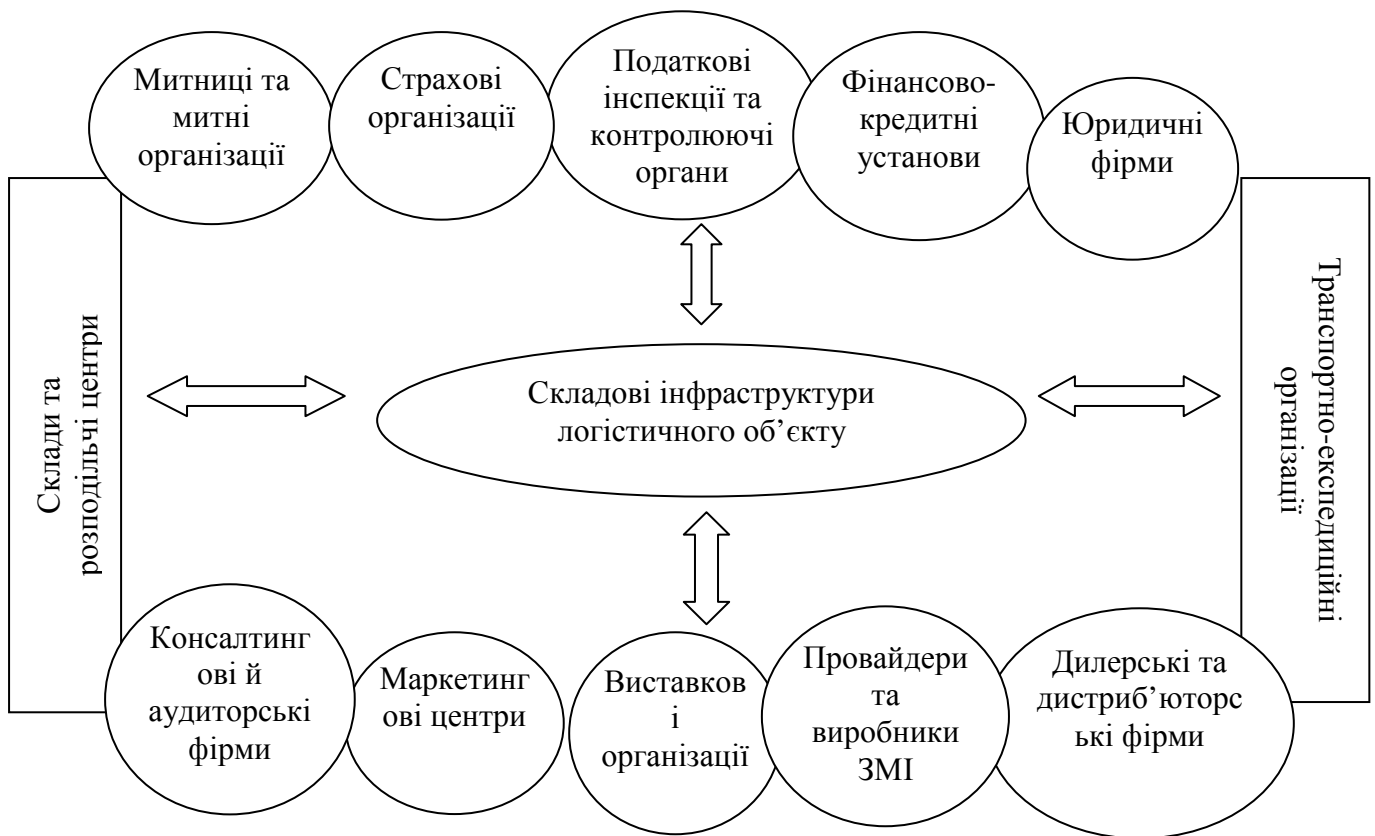 Митниці та
митні
організації
Страхові
організації
Податкові
інспекції та
контролюючі
органи
Фінансово-
кредитні
установи
Юридичні
фірми
Склади та
розподільчі центри
Складові інфраструктури
логістичного об’єкту
Транспортно-експедиційні
організації
Консалтинг
ові й
аудиторські
фірми
Маркетинг
ові центри
Виставков
і
організації
Провайдери
та
виробники
ЗМІ
Дилерські та
дистриб’юторс
ькі фірми